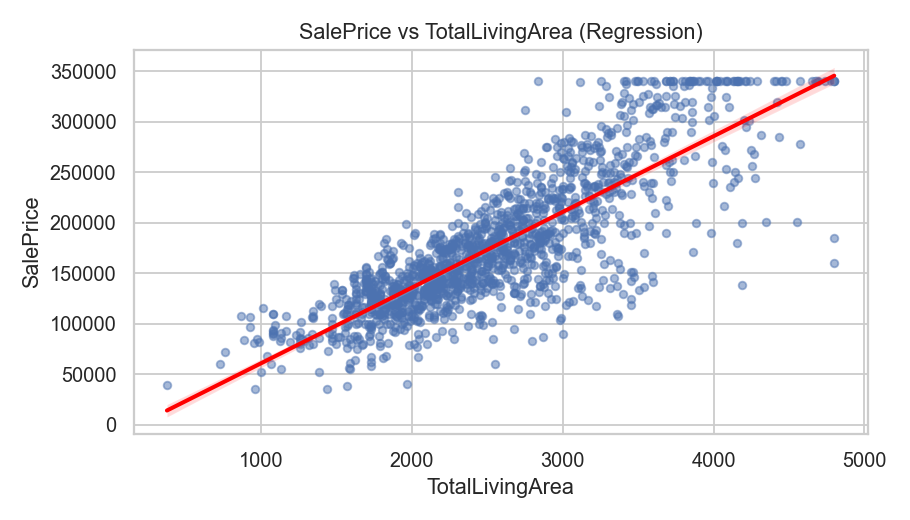 SalePrice vs TotalLivingArea (Regression)
350000
300000
250000
200000
150000
100000
50000
0
SalePrice
1000 2000 3000 4000 5000
TotalLivingArea